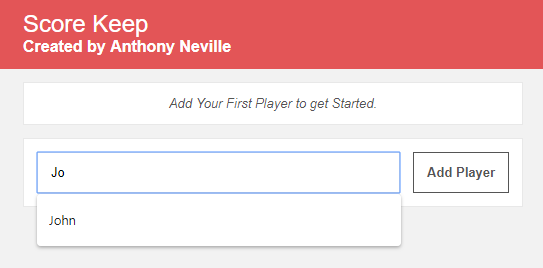 Score Keep
Created by Anthony Neville
Add Your First Player to get Started.
Jo
Add Player
John